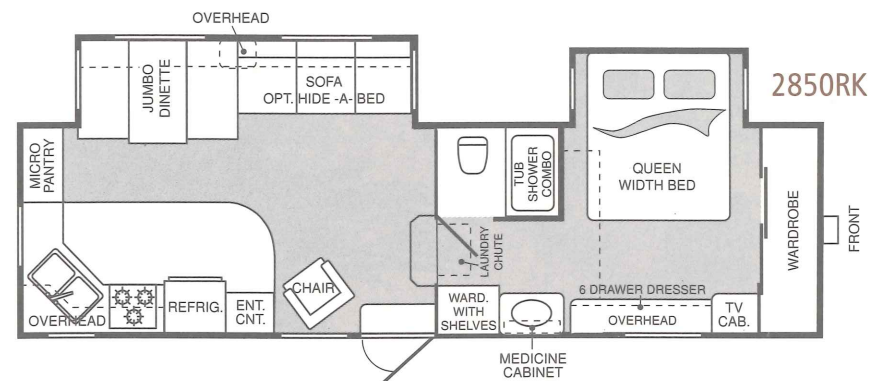 OVERHEAD
JUMBO
DINETTE
SOFA
OPT. HIDE -A- BED
2850RK
MICRO
PANTRY
TUB
SHOWER
COMBO
QUEEN
WIDTH BED
WARDROBE
FRONT
LAUNDRY
CHUTE
CHAIR
REFRIG.
ENT.
CNT.
OVERHEAD
WARD.
WITH
SHELVES
6 DRAWER DRESSER
OVERHEAD
TV
CAB.
MEDICINE
CABINET